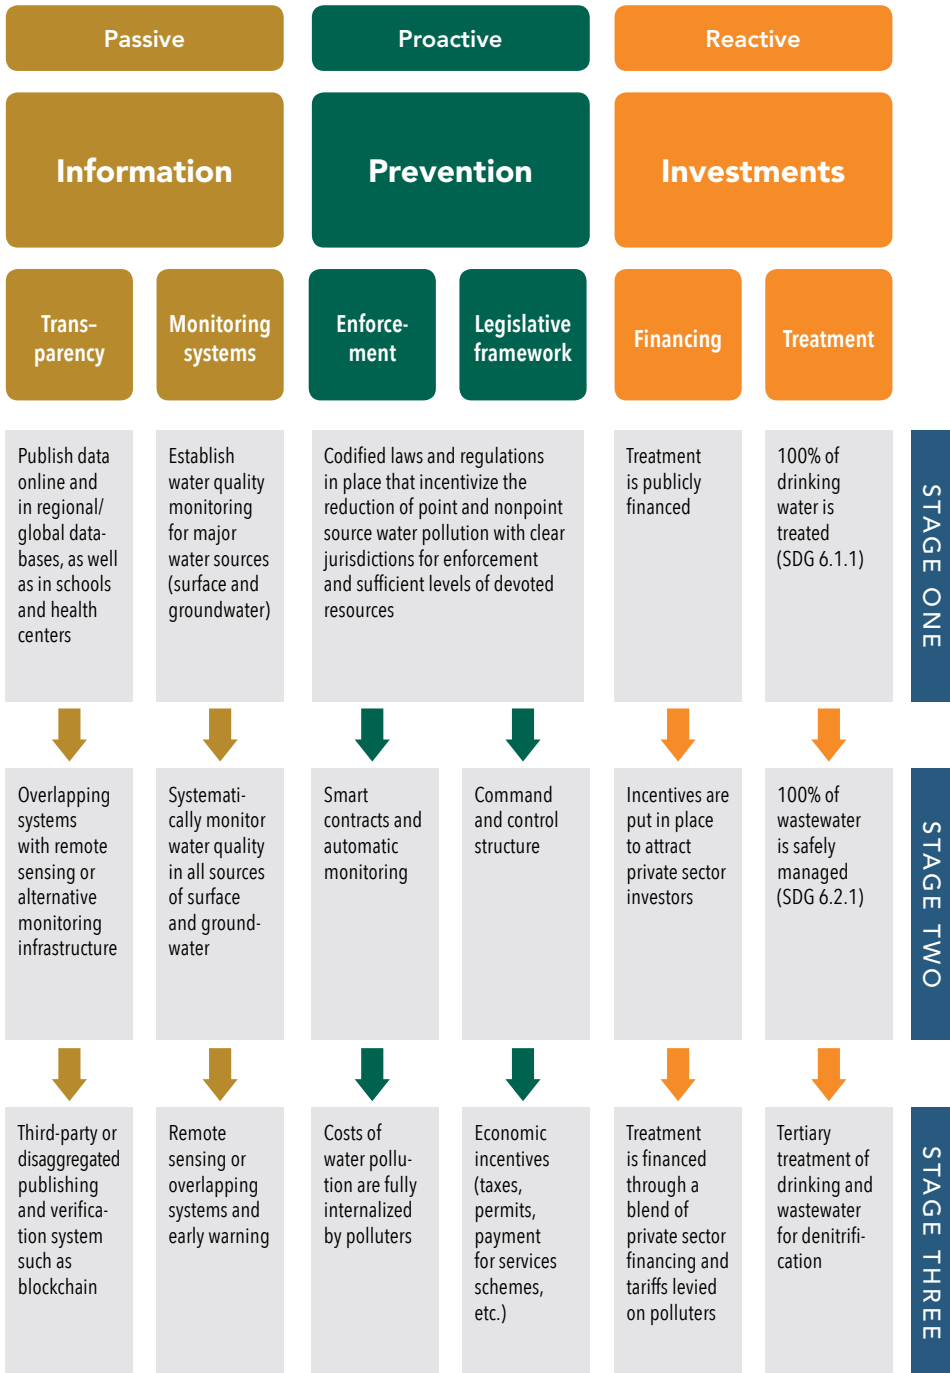 Passive
Proactive
Reactive
Information
Prevention
Investments
Trans–
parency
Monitoring
systems
Enforce-
ment
Legislative
framework
Financing
Treatment
Publish data
online and
in regional/
global data-
bases, as well
as in schools
and health
centers
Establish
water quality
monitoring
for major
water sources
(surface and
groundwater)
Codified laws and regulations
in place that incentivize the
reduction of point and nonpoint
source water pollution with clear
jurisdictions for enforcement
and sufficient levels of devoted
resources
Treatment
is publicly
financed
100% of
drinking
water is
treated
(SDG 6.1.1)
STAGE ONE
Overlapping
systems
with remote
sensing or
alternative
monitoring
infrastructure
Systemati-
cally monitor
water quality
in all sources
of surface
and ground-
water
Smart
contracts and
automatic
monitoring
Command
and control
structure
Incentives are
put in place
to attract
private sector
investors
100% of
wastewater
is safely
managed
(SDG 6.2.1)
STAGE TWO
Third-party or
disaggregated
publishing
and verifica-
tion system
such as
blockchain
Remote
sensing or
overlapping
systems and
early warning
Costs of
water pollu-
tion are fully
internalized
by polluters
Economic
incentives
(taxes,
permits,
payment
for services
schemes,
etc.)
Treatment
is financed
through a
blend of
private sector
financing and
tariffs levied
on polluters
Tertiary
treatment of
drinking and
wastewater
for denitrifi-
cation
STAGE THREE